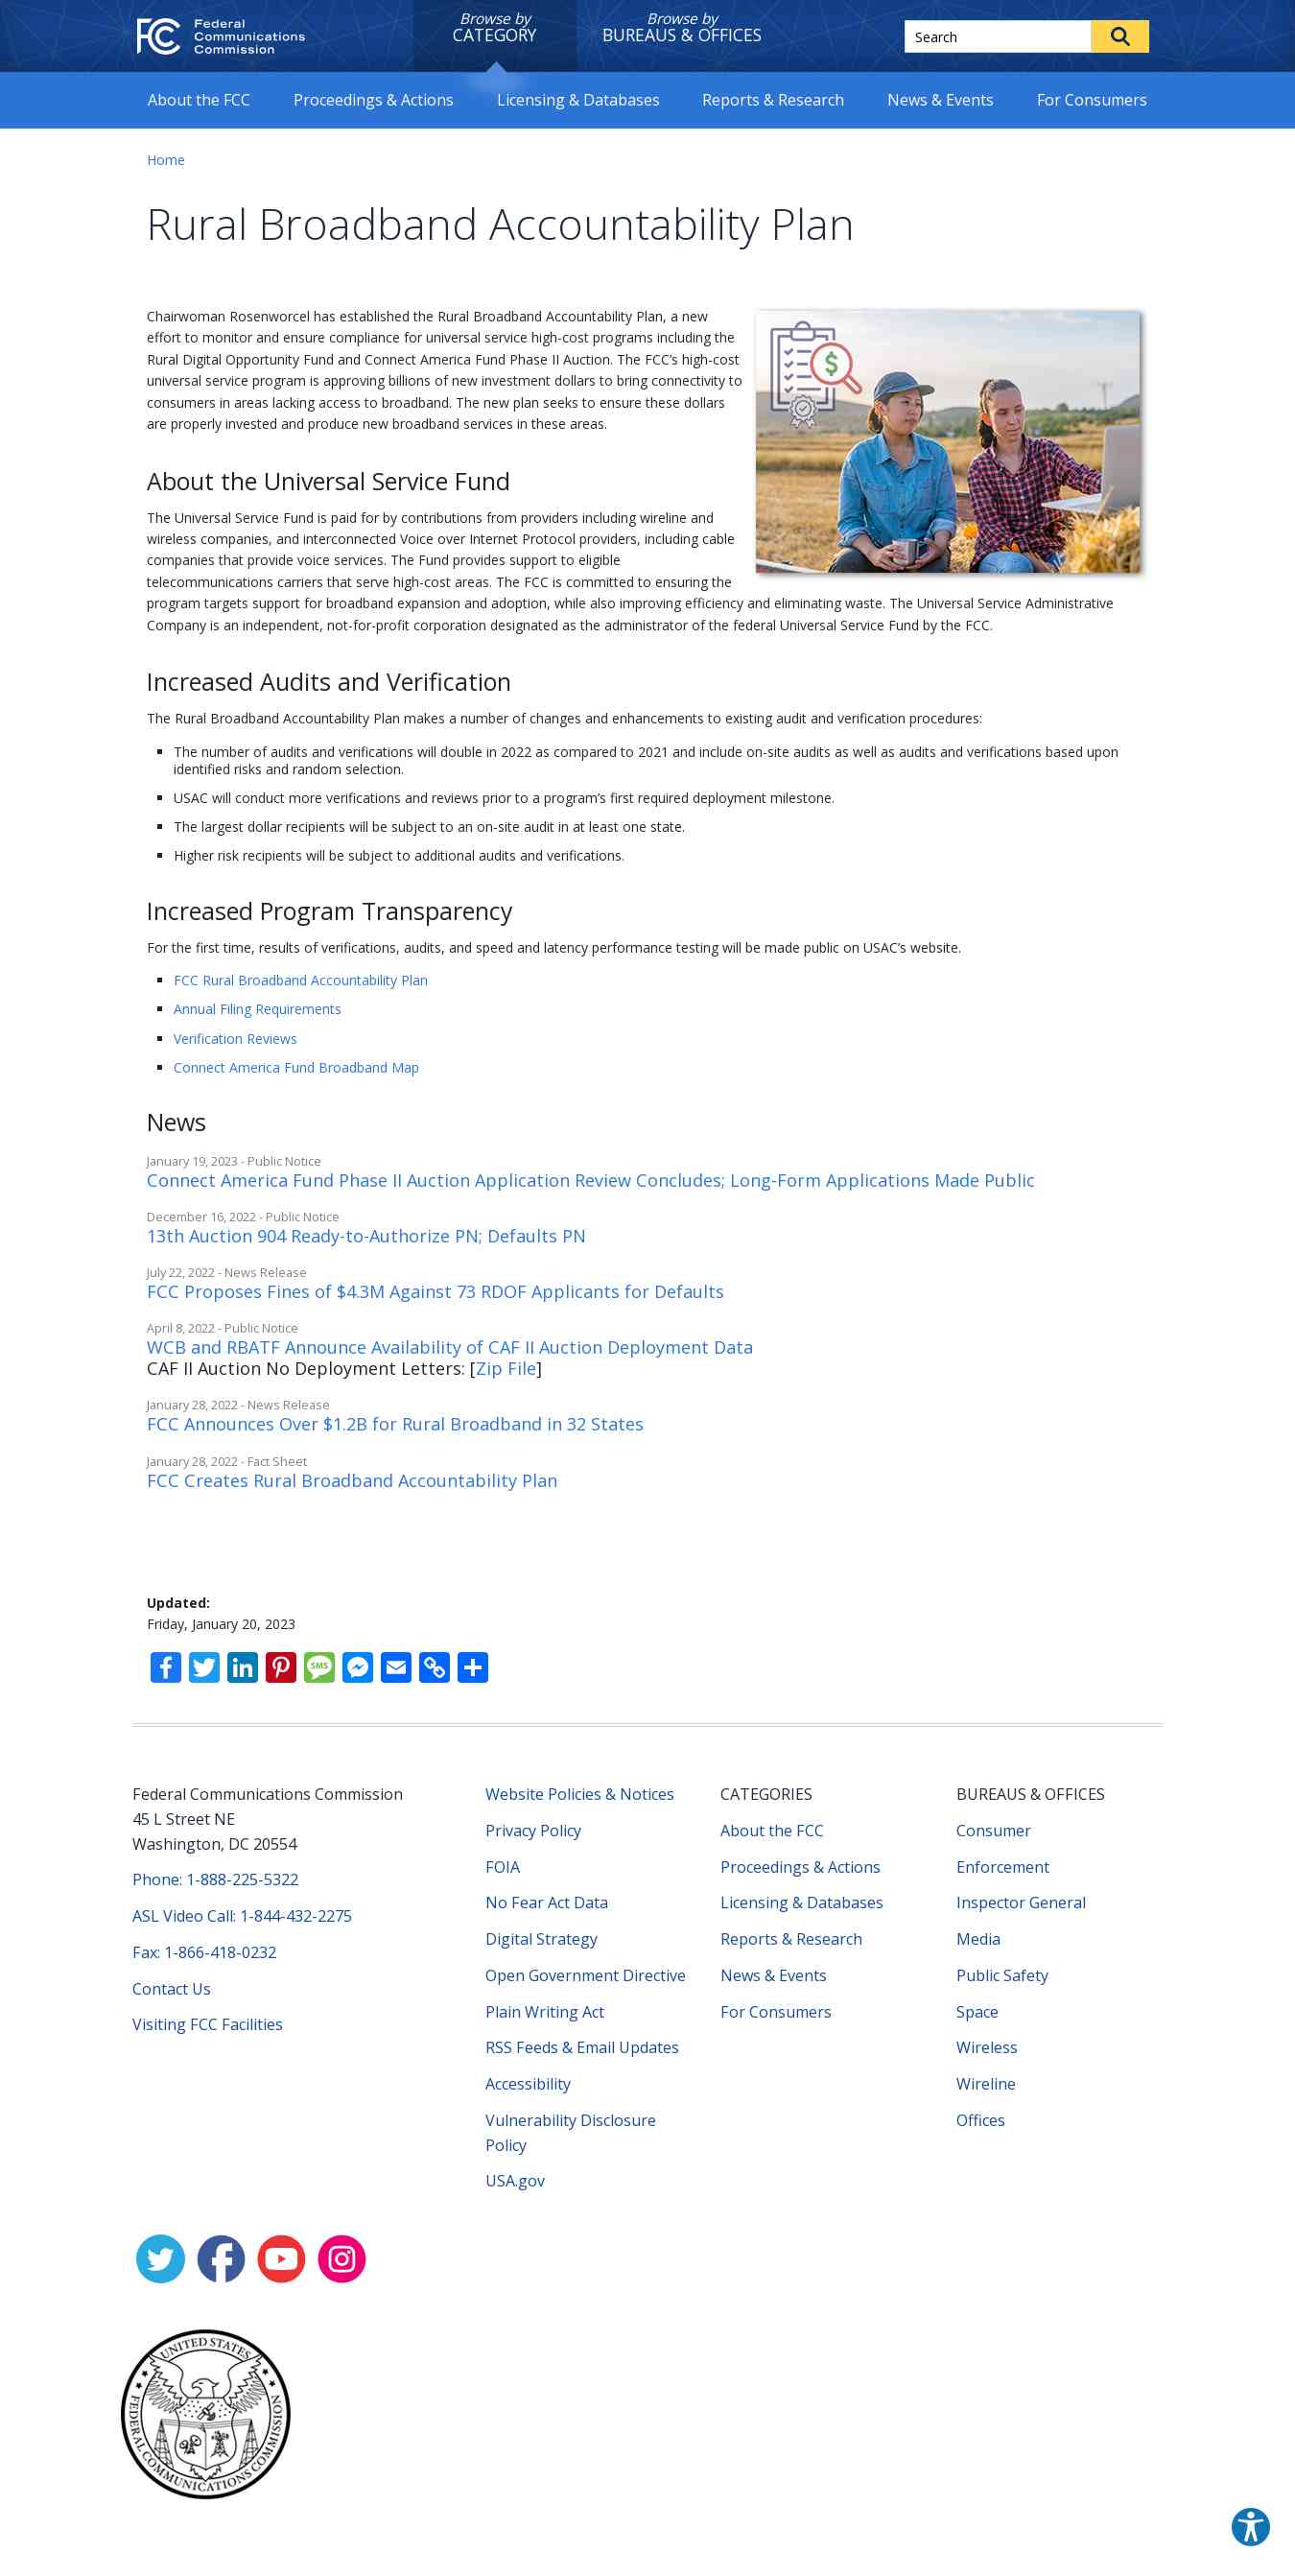 Federal
Communications
Commission
Browse by
CATEGORY
Browse by
BUREAUS & OFFICES
Search
About the FCC
Proceedings & Actions
Licensing & Databases
Reports & Research
News & Events
For Consumers
Home
Rural Broadband Accountability Plan
Chairwoman Rosenworcel has established the Rural Broadband Accountability Plan, a new
effort to monitor and ensure compliance for universal service high-cost programs including the
Rural Digital Opportunity Fund and Connect America Fund Phase II Auction. The FCC’s high-cost
universal service program is approving billions of new investment dollars to bring connectivity to
consumers in areas lacking access to broadband. The new plan seeks to ensure these dollars
are properly invested and produce new broadband services in these areas.
About the Universal Service Fund
The Universal Service Fund is paid for by contributions from providers including wireline and
wireless companies, and interconnected Voice over Internet Protocol providers, including cable
companies that provide voice services. The Fund provides support to eligible
telecommunications carriers that serve high-cost areas. The FCC is committed to ensuring the
program targets support for broadband expansion and adoption, while also improving efficiency and eliminating waste. The Universal Service Administrative
Company is an independent, not-for-profit corporation designated as the administrator of the federal Universal Service Fund by the FCC.
Increased Audits and Verification
The Rural Broadband Accountability Plan makes a number of changes and enhancements to existing audit and verification procedures:
The number of audits and verifications will double in 2022 as compared to 2021 and include on-site audits as well as audits and verifications based upon
identified risks and random selection.
USAC will conduct more verifications and reviews prior to a program’s first required deployment milestone.
The largest dollar recipients will be subject to an on-site audit in at least one state.
Higher risk recipients will be subject to additional audits and verifications.
Increased Program Transparency
For the first time, results of verifications, audits, and speed and latency performance testing will be made public on USAC’s website.
FCC Rural Broadband Accountability Plan
Annual Filing Requirements
Verification Reviews
Connect America Fund Broadband Map
News
January 19, 2023 - Public Notice
Connect America Fund Phase II Auction Application Review Concludes; Long-Form Applications Made Public
December 16, 2022 - Public Notice
13th Auction 904 Ready-to-Authorize PN; Defaults PN
July 22, 2022 - News Release
FCC Proposes Fines of $4.3M Against 73 RDOF Applicants for Defaults
April 8, 2022 - Public Notice
WCB and RBATF Announce Availability of CAF II Auction Deployment Data
CAF II Auction No Deployment Letters: [Zip File]
January 28, 2022 - News Release
FCC Announces Over $1.2B for Rural Broadband in 32 States
January 28, 2022 - Fact Sheet
FCC Creates Rural Broadband Accountability Plan
Updated:
Friday, January 20, 2023
SMS
Federal Communications Commission
45 L Street NE
Washington, DC 20554
Phone: 1-888-225-5322
ASL Video Call: 1-844-432-2275
Fax: 1-866-418-0232
Contact Us
Visiting FCC Facilities
Website Policies & Notices
Privacy Policy
FOIA
No Fear Act Data
Digital Strategy
Open Government Directive
Plain Writing Act
RSS Feeds & Email Updates
Accessibility
Vulnerability Disclosure
Policy
USA.gov
CATEGORIES
About the FCC
Proceedings & Actions
Licensing & Databases
Reports & Research
News & Events
For Consumers
BUREAUS & OFFICES
Consumer
Enforcement
Inspector General
Media
Public Safety
Space
Wireless
Wireline
Offices
UNITED STATES
FEDERAL COMMUNICATIONS COMMISSION